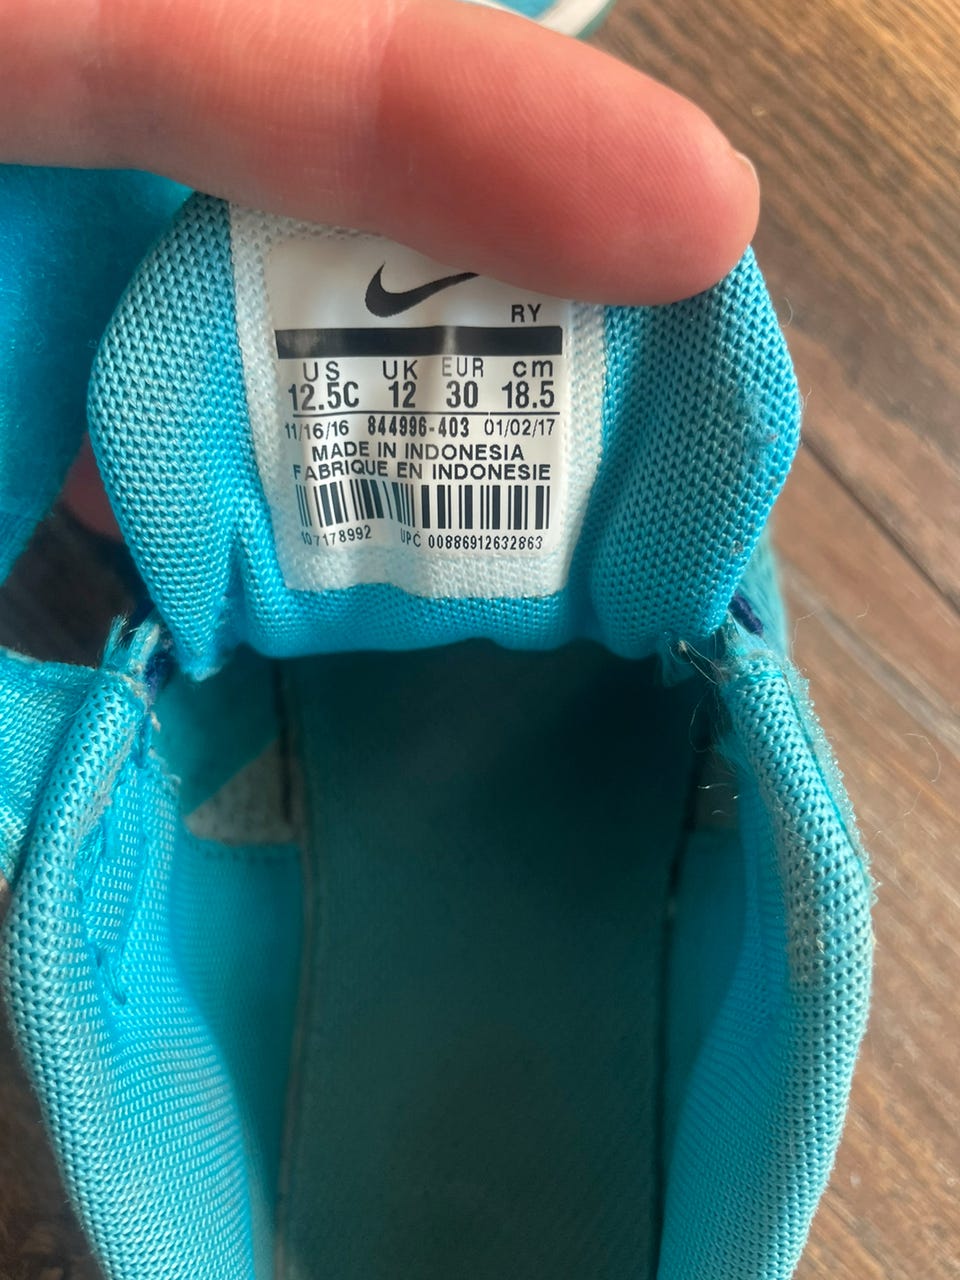 RY
US UK EUR cm
12.5C 12 30 18.5
11/16/16 844996-403 01/02/17
MADE IN INDONESIA
FABRIQUE EN INDONESIE
UPC 00886912632863